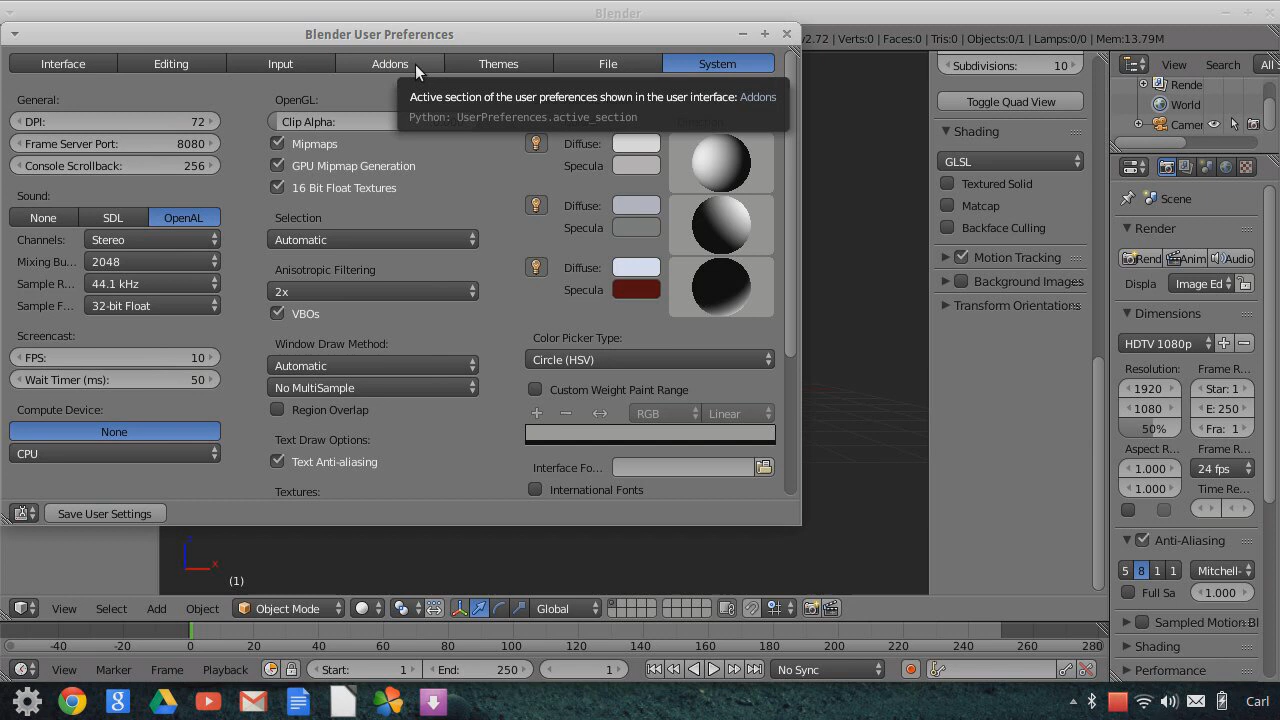 Blender
Blender User Preferences
v2.72 | Verts:0 | Faces:0 | Tris:0 | Objects:0/1 | Lamps:0/0 | Mem:13.79M
Interface Editing Input Addons Themes File System
Active section of the user preferences shown in the user interface: Addons
Python: UserPreferences.active_section
General:
DPI: 72
Frame Server Port: 8080
Console Scrollback: 256
Sound:
None SDL OpenAL
Channels: Stereo
Mixing Bu... 2048
Sample R... 44.1 kHz
Sample F... 32-bit Float
Screencast:
FPS: 10
Wait Timer (ms): 50
Compute Device:
None
CPU
OpenGL:
Clip Alpha:
Mipmaps
GPU Mipmap Generation
16 Bit Float Textures
Selection
Automatic
Anisotropic Filtering
2x
VBOs
Window Draw Method:
Automatic
No MultiSample
Region Overlap
Text Draw Options:
Text Anti-aliasing
Textures:
Diffuse:
Specula
Diffuse:
Specula
Diffuse:
Specula
Color Picker Type:
Circle (HSV)
Custom Weight Paint Range
RGB Linear
Interface Fo...
International Fonts
Save User Settings
Subdivisions: 10
Toggle Quad View
Shading
GLSL
Textured Solid
Matcap
Backface Culling
Motion Tracking
Background Images
Transform Orientations
View Search All S
Rende
World
Camer
Scene
Render
Rend Anim Audio
Displa Image Ed
Dimensions
HDTV 1080p
Resolution: Frame R...
1920 Star: 1
1080 E: 250
50% Fra: 1
Aspect R... Frame R...
1.000 24 fps
1.000 Time Re...
Anti-Aliasing
5 8 1 1 Mitchell-
Full Sa 1.000
Sampled Motion Bl
Shading
Performance
(1)
View Select Add Object Object Mode Global
-40 -20 0 20 40 60 80 100 120 140 160 180 200 220 240 260 280
View Marker Frame Playback Start: 1 End: 250 1 No Sync
Carl